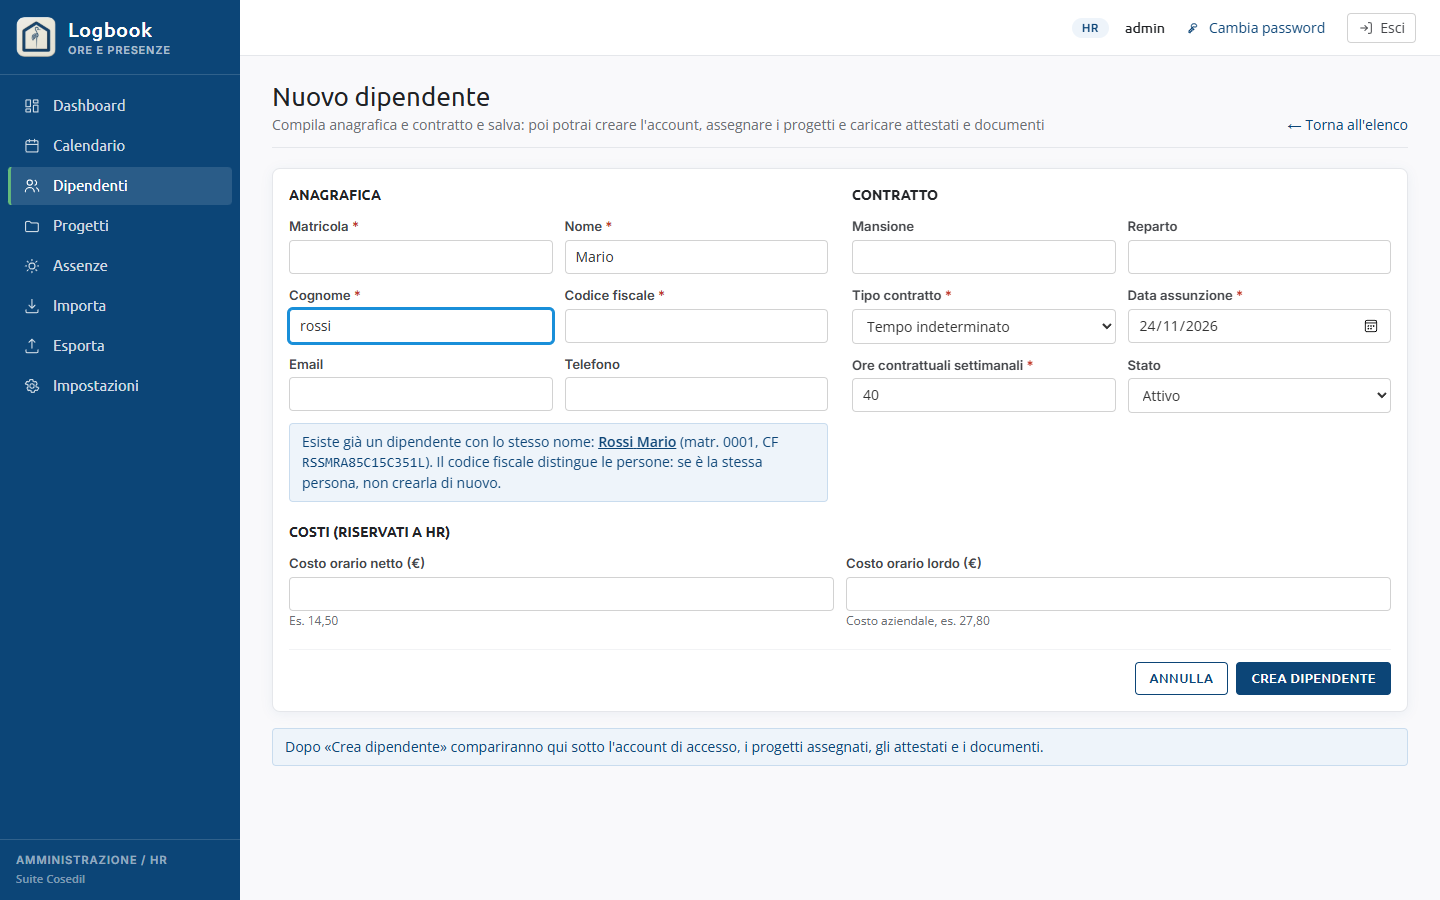 Logbook
ORE E PRESENZE
Dashboard
Calendario
Dipendenti
Progetti
Assenze
Importa
Esporta
Impostazioni
AMMINISTRAZIONE / HR
Suite Cosedil
HR
admin
Cambia password
Esci
Nuovo dipendente
Compila anagrafica e contratto e salva: poi potrai creare l'account, assegnare i progetti e caricare attestati e documenti
← Torna all'elenco
ANAGRAFICA
Matricola *
Nome *
Mario
Cognome *
rossi
Codice fiscale *
Email
Telefono
Esiste già un dipendente con lo stesso nome: Rossi Mario (matr. 0001, CF
RSSMRA85C15C351L). Il codice fiscale distingue le persone: se è la stessa
persona, non crearla di nuovo.
CONTRATTO
Mansione
Reparto
Tipo contratto *
Tempo indeterminato
Data assunzione *
24/11/2026
Ore contrattuali settimanali *
40
Stato
Attivo
COSTI (RISERVATI A HR)
Costo orario netto (€)
Es. 14,50
Costo orario lordo (€)
Costo aziendale, es. 27,80
ANNULLA
CREA DIPENDENTE
Dopo «Crea dipendente» compariranno qui sotto l'account di accesso, i progetti assegnati, gli attestati e i documenti.